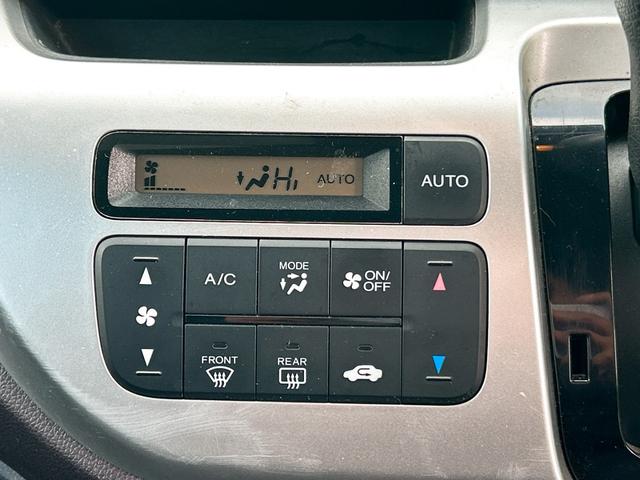 Hi AUTO
AUTO
A/C
MODE
ON/
OFF
FRONT
REAR